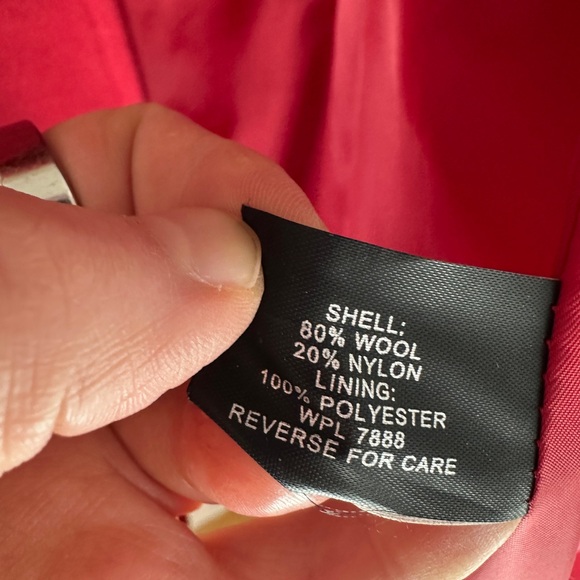 SHELL:
80% WOOL
20% NYLON
LINING:
100% POLYESTER
WPL 7888
REVERSE FOR CARE